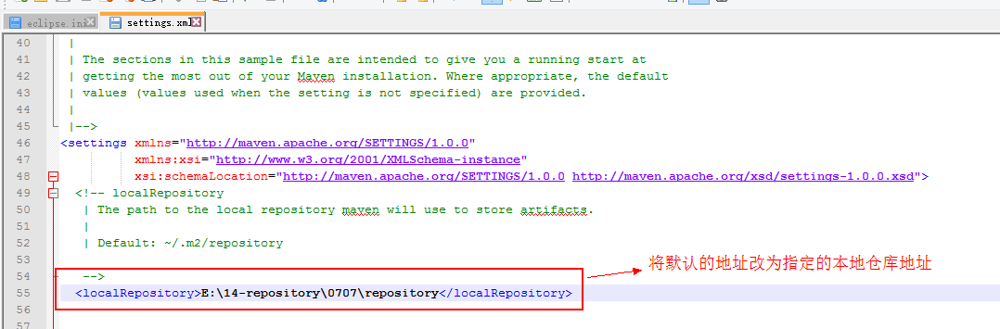 eclipse.ini settings.xml
40 |
41 | The sections in this sample file are intended to give you a running start at
42 | getting the most out of your Maven installation. Where appropriate, the default
43 | values (values used when the setting is not specified) are provided.
44 |
45 |-->
46 <settings xmlns="http://maven.apache.org/SETTINGS/1.0.0"
47 xmlns:xsi="http://www.w3.org/2001/XMLSchema-instance"
48 xsi:schemaLocation="http://maven.apache.org/SETTINGS/1.0.0 http://maven.apache.org/xsd/settings-1.0.0.xsd">
49 <!-- localRepository
50 | The path to the local repository maven will use to store artifacts.
51 |
52 | Default: ~/.m2/repository
53
54 -->
将默认的地址改为指定的本地仓库地址
55 <localRepository>E:\14-repository\0707\repository</localRepository>
56
57